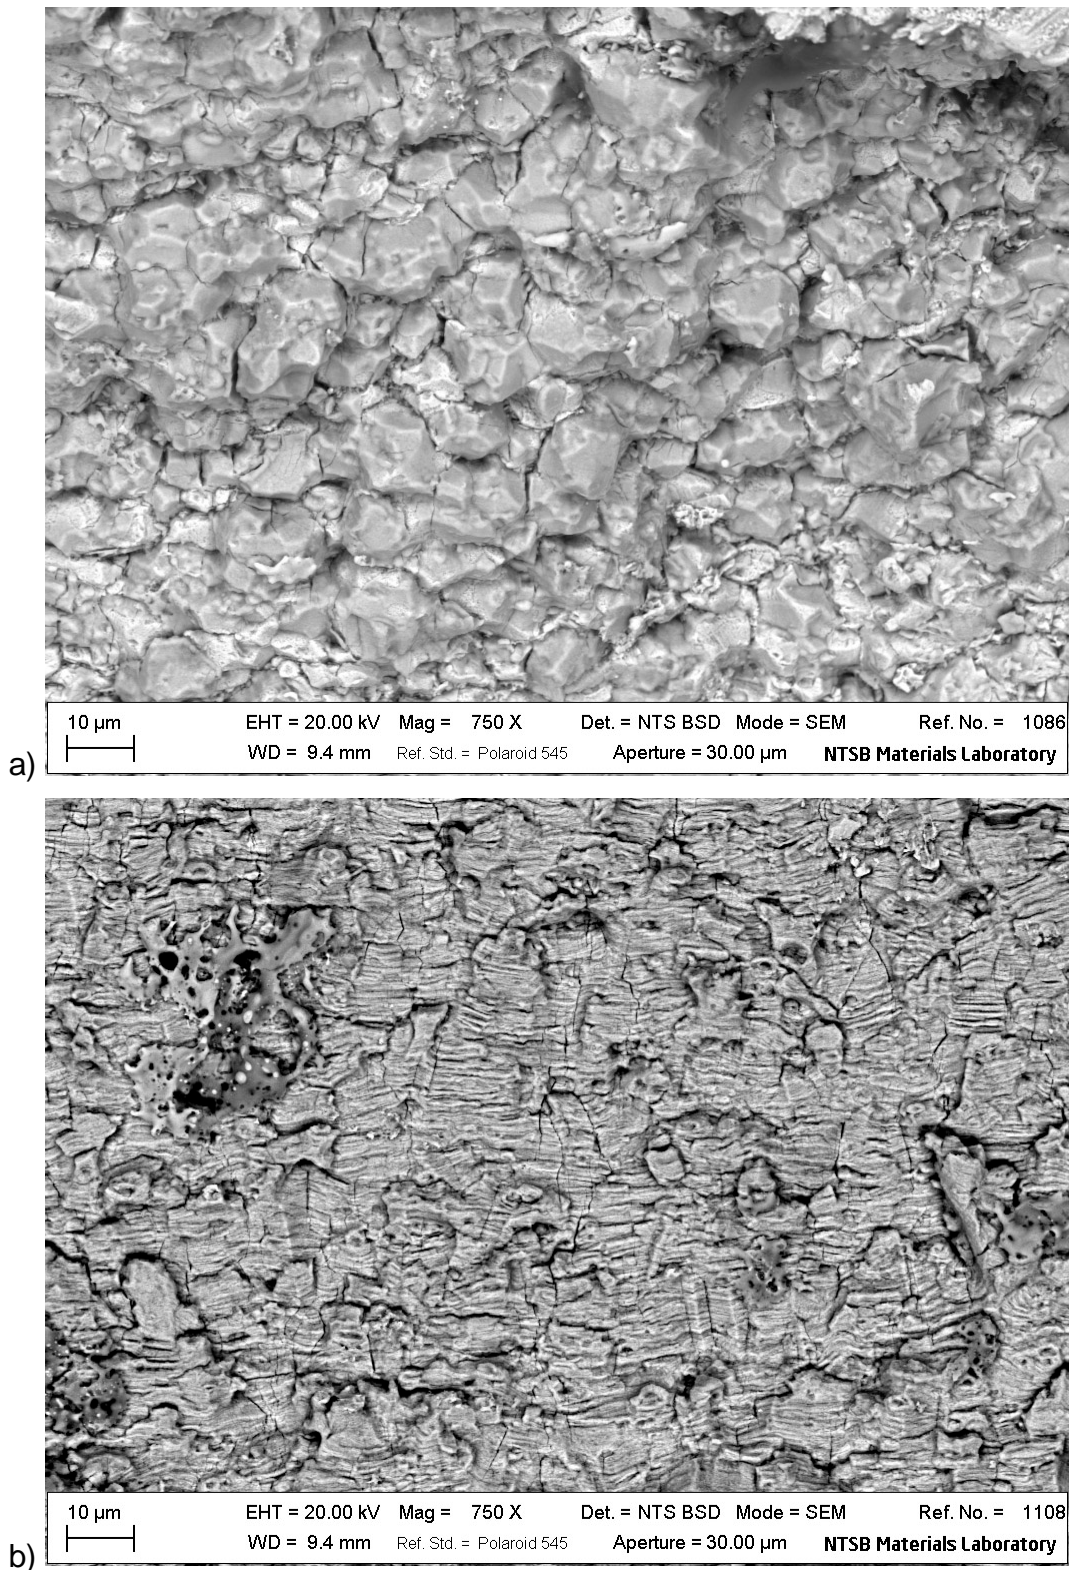 10 µm EHT = 20.00 kV Mag = 750 X Det. = NTS BSD Mode = SEM Ref. No. = 1086
WD = 9.4 mm Ref. Std. = Polaroid 545 Aperture = 30.00 µm NTSB Materials Laboratory
a)
10 µm EHT = 20.00 kV Mag = 750 X Det. = NTS BSD Mode = SEM Ref. No. = 1108
WD = 9.4 mm Ref. Std. = Polaroid 545 Aperture = 30.00 µm NTSB Materials Laboratory
b)